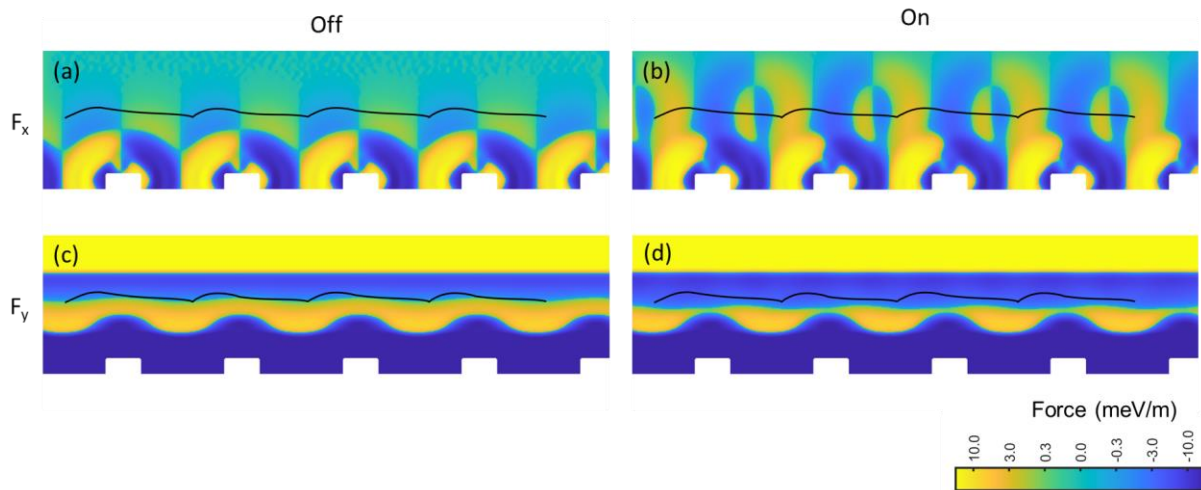 Off
On
(a)
(b)
Fx
(c)
(d)
Fy
Force (meV/m)
10.0
3.0
0.3
0.0
-0.3
-3.0
-10.0